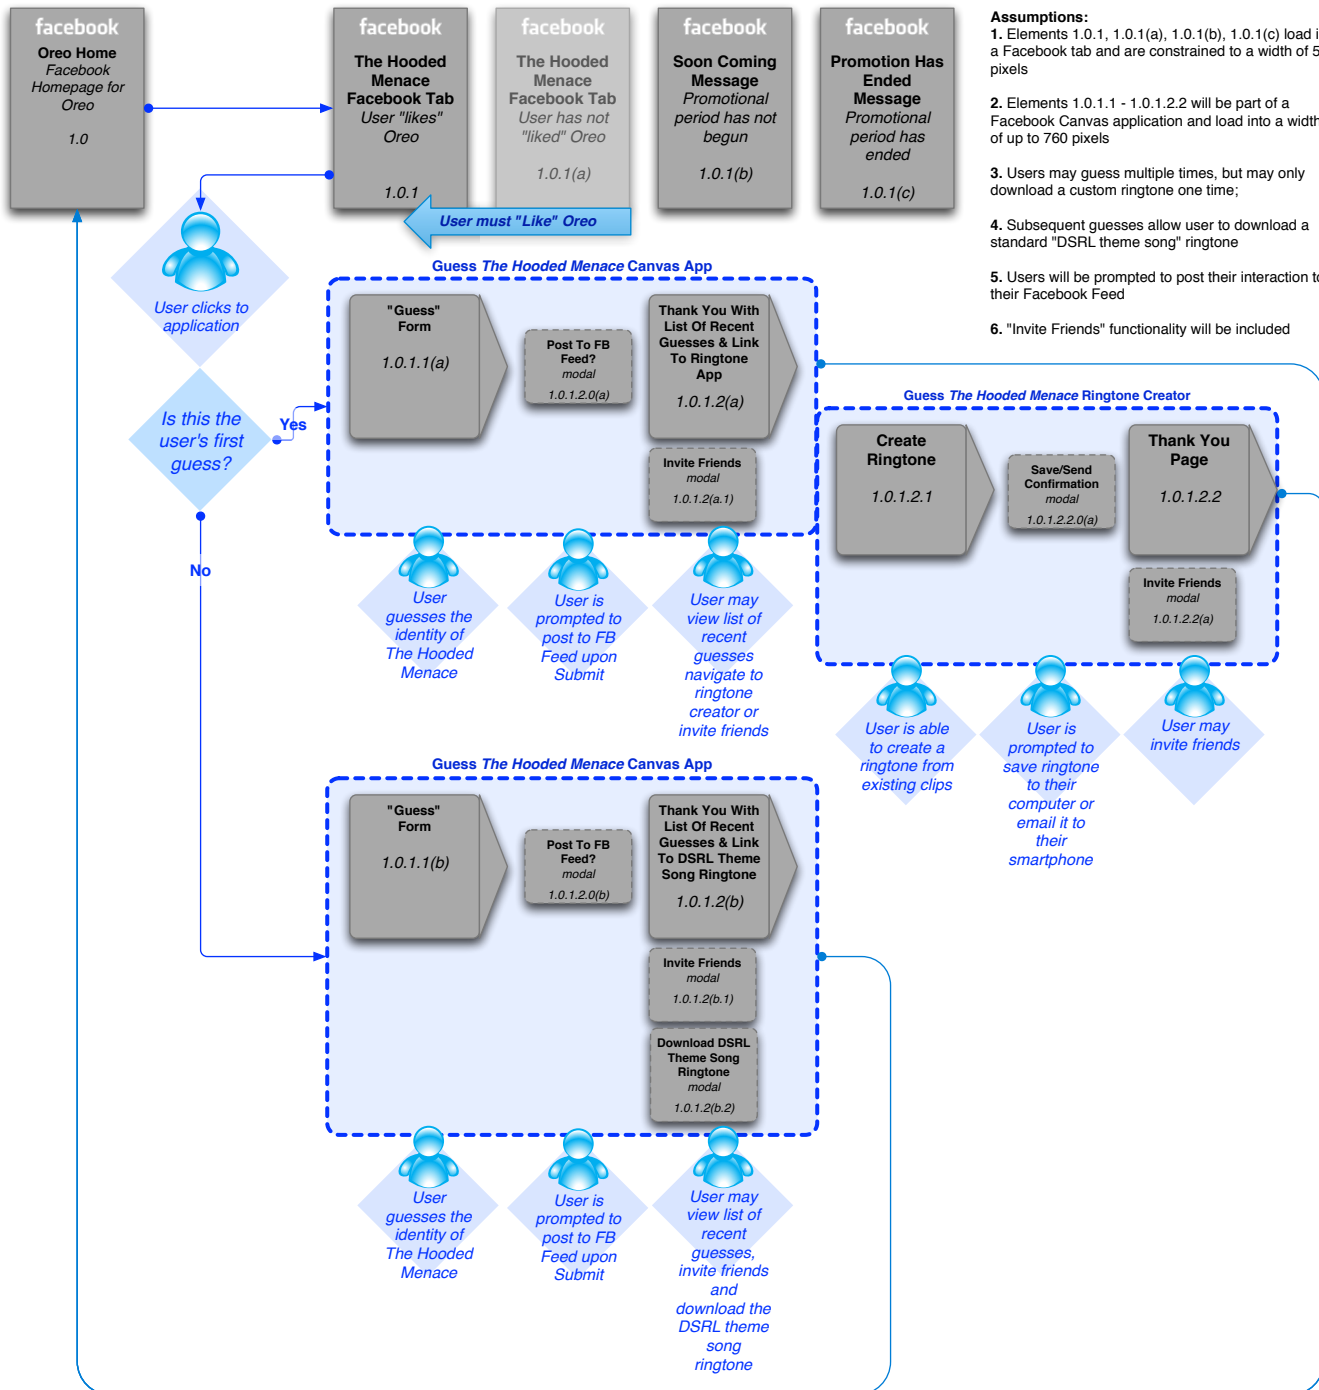 facebook
Oreo Home
Facebook
Homepage for
Oreo
1.0
facebook
The Hooded
Menace
Facebook Tab
User "likes"
Oreo
1.0.1
facebook
The Hooded
Menace
Facebook Tab
User has not
"liked" Oreo
1.0.1(a)
facebook
Soon Coming
Message
Promotional
period has not
begun
1.0.1(b)
facebook
Promotion Has
Ended
Message
Promotional
period has
ended
1.0.1(c)
User must "Like" Oreo
Assumptions:
1. Elements 1.0.1, 1.0.1(a), 1.0.1(b), 1.0.1(c) load
a Facebook tab and are constrained to a width of
pixels
2. Elements 1.0.1.1 - 1.0.1.2.2 will be part of a
Facebook Canvas application and load into a width
of up to 760 pixels
3. Users may guess multiple times, but may only
download a custom ringtone one time;
4. Subsequent guesses allow user to download a
standard "DSRL theme song" ringtone
5. Users will be prompted to post their interaction to
their Facebook Feed
6. "Invite Friends" functionality will be included
User clicks to
application
Is this the
user's first
guess?
Yes
No
Guess The Hooded Menace Canvas App
"Guess"
Form
1.0.1.1(a)
Post To FB
Feed?
modal
1.0.1.2.0(a)
Thank You With
List Of Recent
Guesses & Link
To Ringtone
App
1.0.1.2(a)
Invite Friends
modal
1.0.1.2(a.1)
User
guesses the
identity of
The Hooded
Menace
User is
prompted to
post to FB
Feed upon
Submit
User may
view list of
recent
guesses
navigate to
ringtone
creator or
invite friends
Guess The Hooded Menace Ringtone Creator
Create
Ringtone
1.0.1.2.1
Save/Send
Confirmation
modal
1.0.1.2.2.0(a)
Thank You
Page
1.0.1.2.2
Invite Friends
modal
1.0.1.2.2(a)
User is able
to create a
ringtone from
existing clips
User is
prompted to
save ringtone
to their
computer or
email it to
their
smartphone
User may
invite friends
Guess The Hooded Menace Canvas App
"Guess"
Form
1.0.1.1(b)
Post To FB
Feed?
modal
1.0.1.2.0(b)
Thank You With
List Of Recent
Guesses & Link
To DSRL Theme
Song Ringtone
1.0.1.2(b)
Invite Friends
modal
1.0.1.2(b.1)
Download DSRL
Theme Song
Ringtone
modal
1.0.1.2(b.2)
User
guesses the
identity of
The Hooded
Menace
User is
prompted to
post to FB
Feed upon
Submit
User may
view list of
recent
guesses,
invite friends
and
download the
DSRL theme
song
ringtone